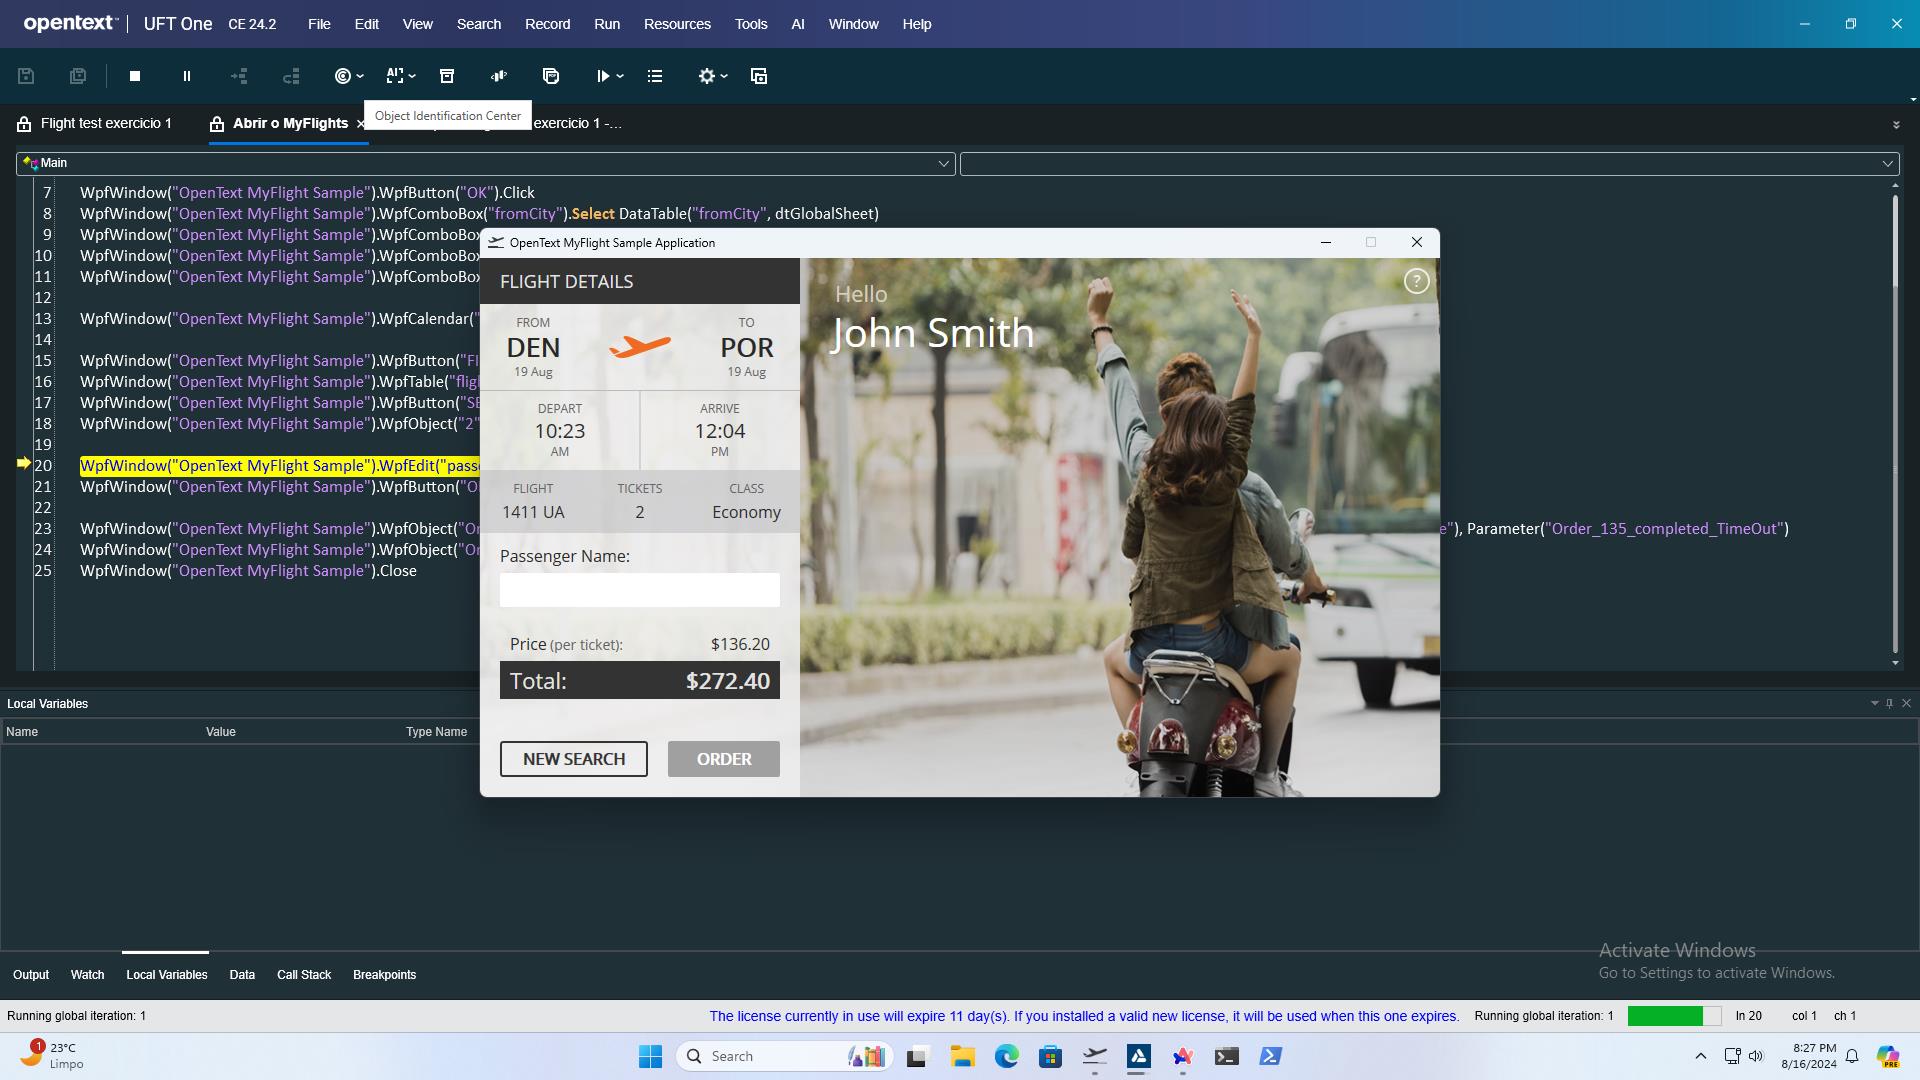 opentext™ | UFT One CE 24.2 File Edit View Search Record Run Resources Tools AI Window Help
Object Identification Center
Flight test exercicio 1 Abrir o MyFlights exercicio 1 -...
Main
7 WpfWindow("OpenText MyFlight Sample").WpfButton("OK").Click
8 WpfWindow("OpenText MyFlight Sample").WpfComboBox("fromCity").Select DataTable("fromCity", dtGlobalSheet)
9 WpfWindow("OpenText MyFlight Sample").WpfComboBox
10 WpfWindow("OpenText MyFlight Sample").WpfComboBox
11 WpfWindow("OpenText MyFlight Sample").WpfComboBox
12
13 WpfWindow("OpenText MyFlight Sample").WpfCalendar("
14
15 WpfWindow("OpenText MyFlight Sample").WpfButton("FI
16 WpfWindow("OpenText MyFlight Sample").WpfTable("flig
17 WpfWindow("OpenText MyFlight Sample").WpfButton("SE
18 WpfWindow("OpenText MyFlight Sample").WpfObject("2"
19
20 WpfWindow("OpenText MyFlight Sample").WpfEdit("pass
21 WpfWindow("OpenText MyFlight Sample").WpfButton("O
22
23 WpfWindow("OpenText MyFlight Sample").WpfObject("Or e"), Parameter("Order_135_completed_TimeOut")
24 WpfWindow("OpenText MyFlight Sample").WpfObject("Or
25 WpfWindow("OpenText MyFlight Sample").Close
OpenText MyFlight Sample Application
FLIGHT DETAILS
FROM TO
DEN POR
19 Aug 19 Aug
DEPART ARRIVE
10:23 12:04
AM PM
FLIGHT TICKETS CLASS
1411 UA 2 Economy
Passenger Name:
Price (per ticket): $136.20
Total: $272.40
NEW SEARCH ORDER
Hello
John Smith
?
Local Variables
Name Value Type Name
Output Watch Local Variables Data Call Stack Breakpoints
Activate Windows
Go to Settings to activate Windows.
Running global iteration: 1 The license currently in use will expire 11 day(s). If you installed a valid new license, it will be used when this one expires. Running global iteration: 1 ln 20 col 1 ch 1
1 23°C
Limpo
Search
8:27 PM
8/16/2024
PRE